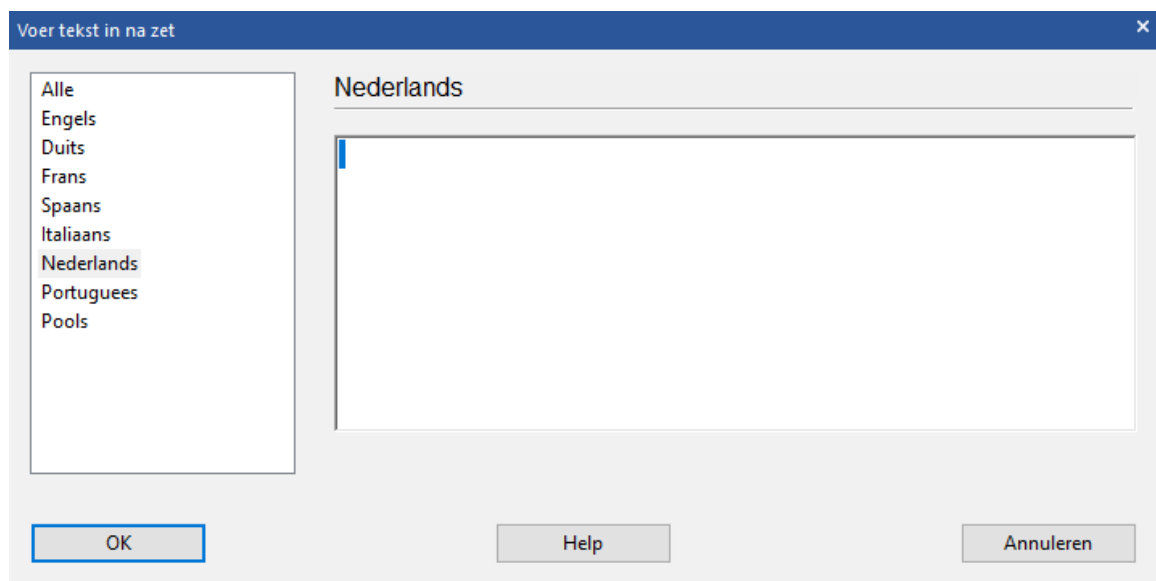 Voer tekst in na zet
Alle
Engels
Duits
Frans
Spaans
Italiaans
Nederlands
Portuguees
Pools
Nederlands
OK
Help
Annuleren